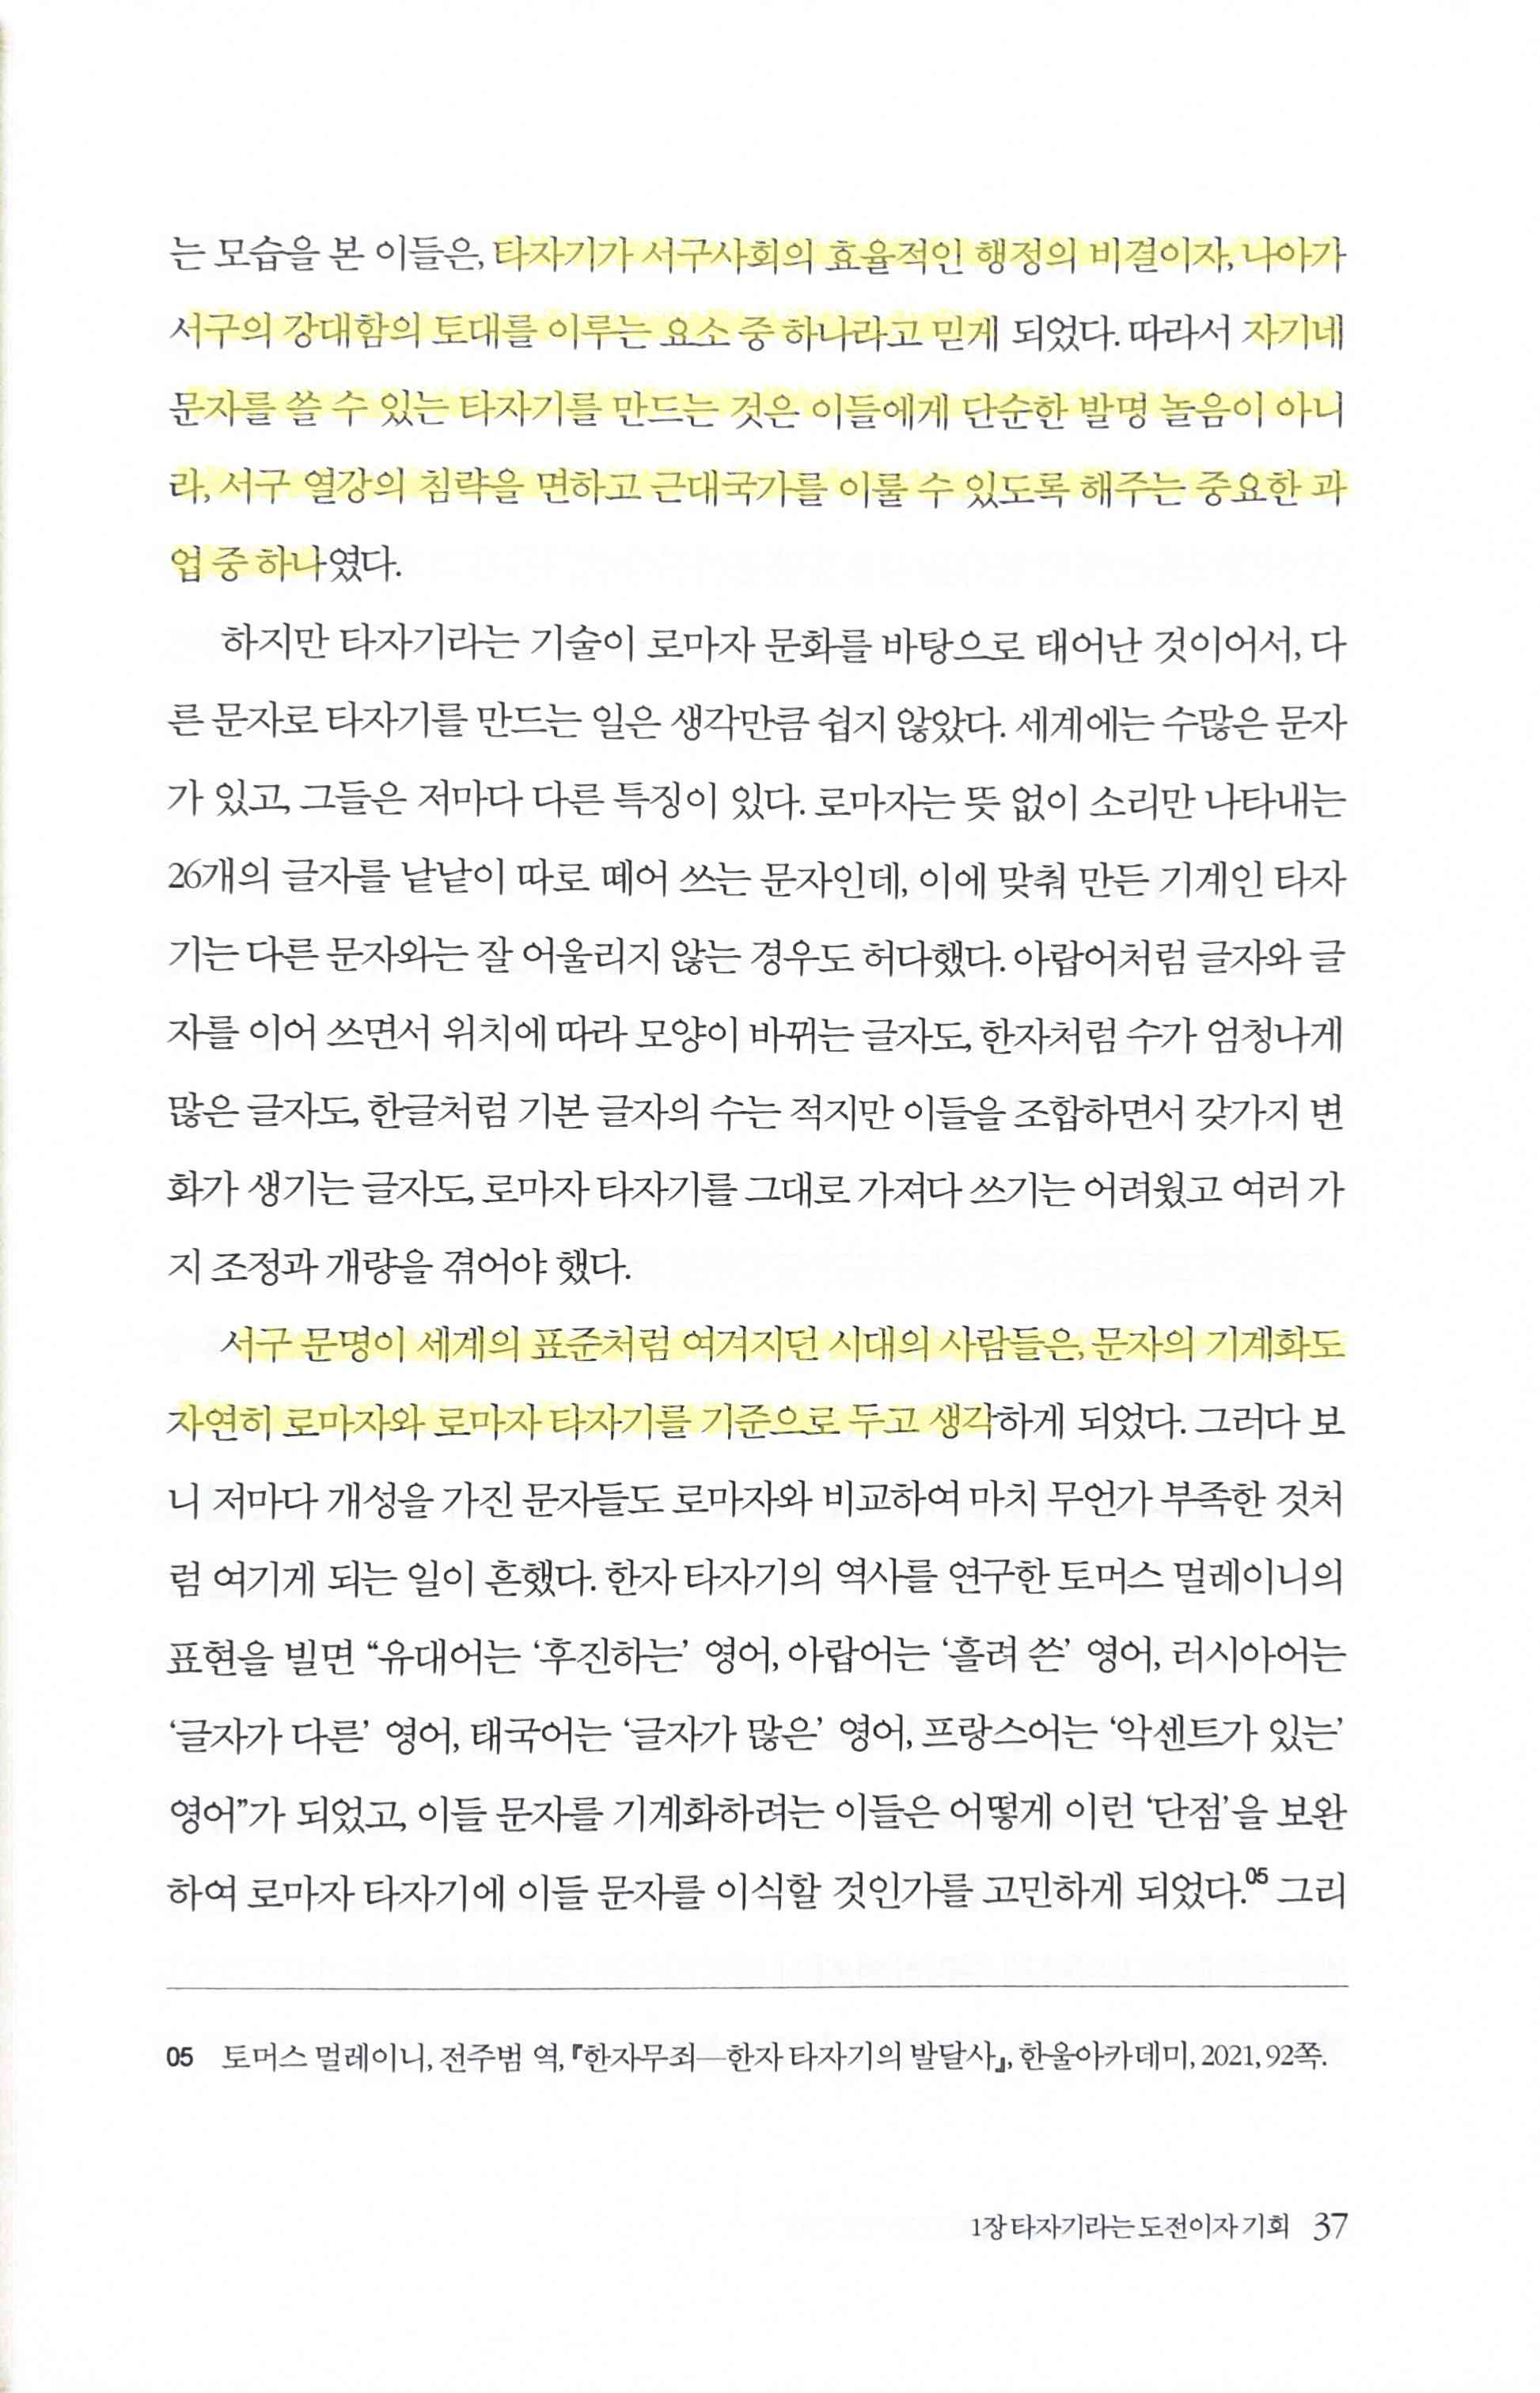 는 모습을 본 이들은, 타자기가 서구사회의 효율적인 행정의 비결이자, 나아가
서구의 강대함의 토대를 이루는 요소 중 하나라고 믿게 되었다. 따라서 자기네
문자를 쓸 수 있는 타자기를 만드는 것은 이들에게 단순한 발명 놀음이 아니
라, 서구 열강의 침략을 면하고 근대국가를 이룰 수 있도록 해주는 중요한 과
업 중 하나였다.
하지만 타자기라는 기술이 로마자 문화를 바탕으로 태어난 것이어서, 다
른 문자로 타자기를 만드는 일은 생각만큼 쉽지 않았다. 세계에는 수많은 문자
가 있고, 그들은 저마다 다른 특징이 있다. 로마자는 뜻 없이 소리만 나타내는
26개의 글자를 낱낱이 따로 떼어 쓰는 문자인데, 이에 맞춰 만든 기계인 타자
기는 다른 문자와는 잘 어울리지 않는 경우도 허다했다. 아랍어처럼 글자와 글
자를 이어 쓰면서 위치에 따라 모양이 바뀌는 글자도, 한자처럼 수가 엄청나게
많은 글자도, 한글처럼 기본 글자의 수는 적지만 이들을 조합하면서 갖가지 변
화가 생기는 글자도, 로마자 타자기를 그대로 가져다 쓰기는 어려웠고 여러 가
지 조정과 개량을 겪어야 했다.
서구 문명이 세계의 표준처럼 여겨지던 시대의 사람들은, 문자의 기계화도
자연히 로마자와 로마자 타자기를 기준으로 두고 생각하게 되었다. 그러다 보
니 저마다 개성을 가진 문자들도 로마자와 비교하여 마치 무언가 부족한 것처
럼 여기게 되는 일이 흔했다. 한자 타자기의 역사를 연구한 토머스 멀레이니의
표현을 빌면 “유대어는 ‘후진하는’ 영어, 아랍어는 ‘흘려 쓴’ 영어, 러시아어는
‘글자가 다른’ 영어, 태국어는 ‘글자가 많은’ 영어, 프랑스어는 ‘악센트가 있는’
영어”가 되었고, 이들 문자를 기계화하려는 이들은 어떻게 이런 ‘단점’을 보완
하여 로마자 타자기에 이들 문자를 이식할 것인가를 고민하게 되었다.05 그리
05 토머스 멀레이니, 전주범 역, 『한자무죄—한자 타자기의 발달사』, 한울아카데미, 2021, 92쪽.
1장 타자기라는 도전이자 기회 37